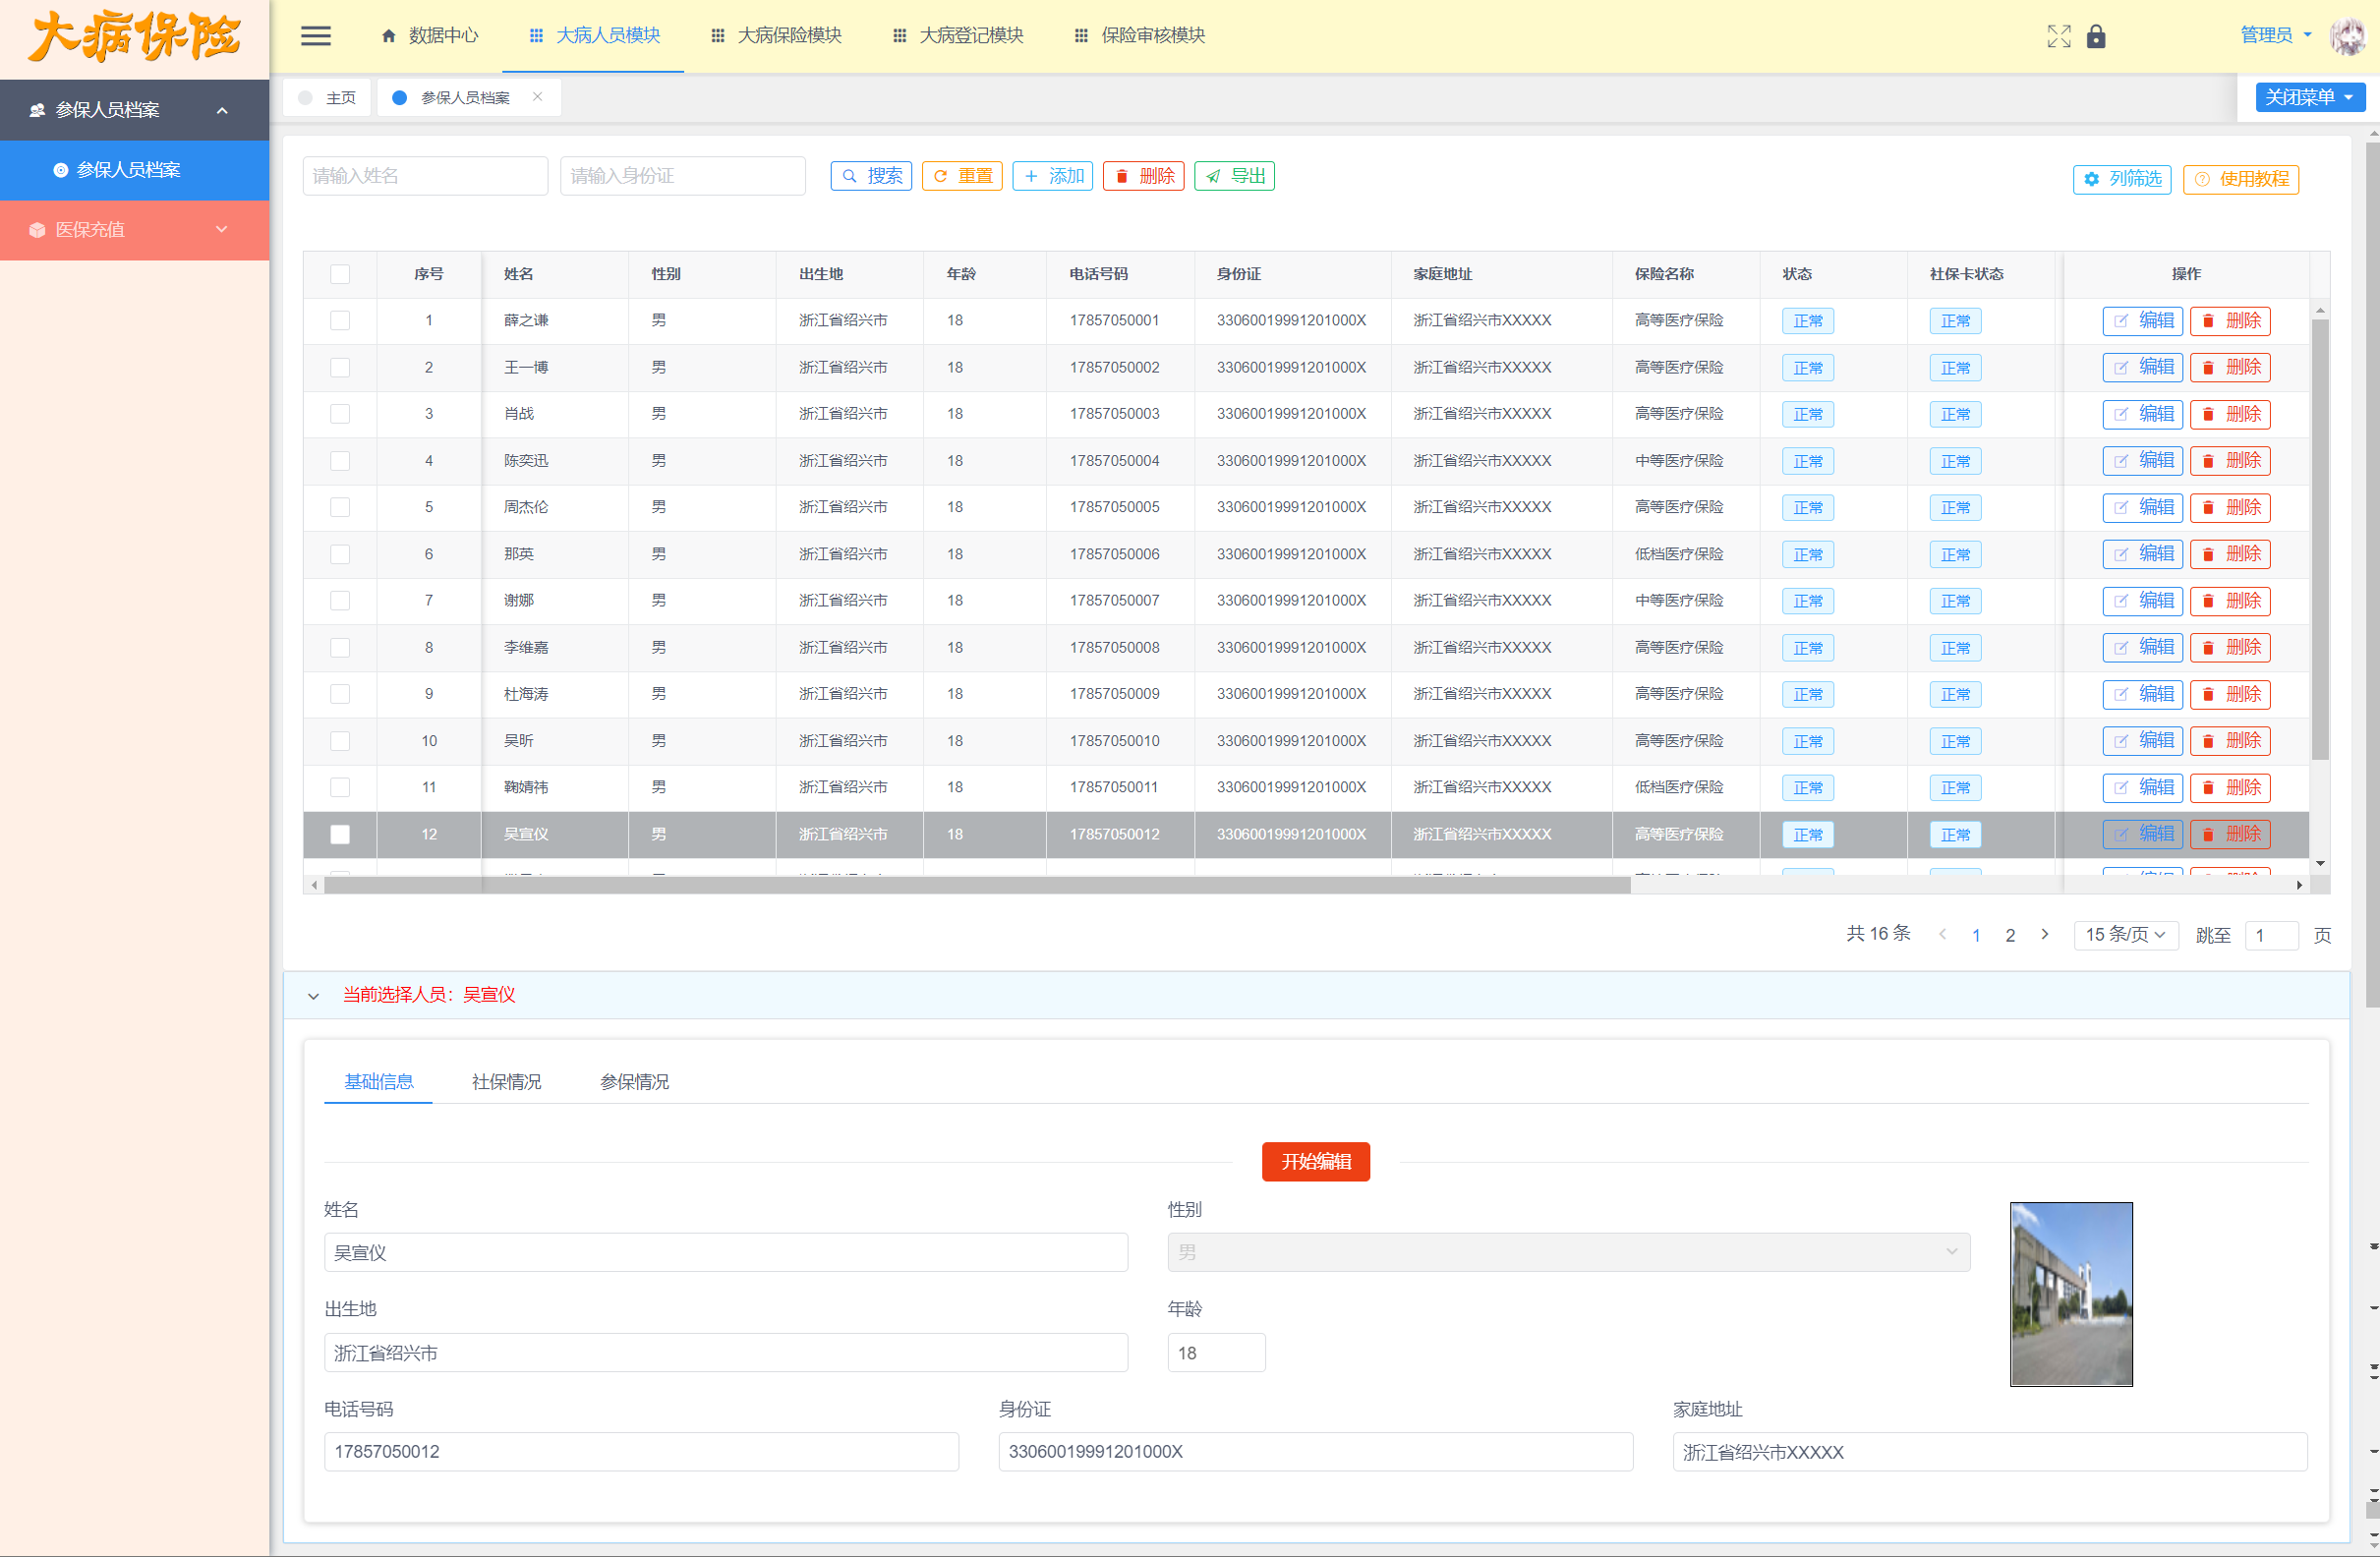 大病保险
数据中心 大病人员模块 大病保险模块 大病登记模块 保险审核模块 管理员
参保人员档案
参保人员档案
医保充值
主页 参保人员档案 关闭菜单
请输入姓名 请输入身份证 搜索 重置 添加 删除 导出 列筛选 使用教程
序号 姓名 性别 出生地 年龄 电话号码 身份证 家庭地址 保险名称 状态 社保卡状态 操作
1 薛之谦 男 浙江省绍兴市 18 17857050001 33060019991201000X 浙江省绍兴市XXXXX 高等医疗保险 正常 正常 编辑 删除
2 王一博 男 浙江省绍兴市 18 17857050002 33060019991201000X 浙江省绍兴市XXXXX 高等医疗保险 正常 正常 编辑 删除
3 肖战 男 浙江省绍兴市 18 17857050003 33060019991201000X 浙江省绍兴市XXXXX 高等医疗保险 正常 正常 编辑 删除
4 陈奕迅 男 浙江省绍兴市 18 17857050004 33060019991201000X 浙江省绍兴市XXXXX 中等医疗保险 正常 正常 编辑 删除
5 周杰伦 男 浙江省绍兴市 18 17857050005 33060019991201000X 浙江省绍兴市XXXXX 高等医疗保险 正常 正常 编辑 删除
6 那英 男 浙江省绍兴市 18 17857050006 33060019991201000X 浙江省绍兴市XXXXX 低档医疗保险 正常 正常 编辑 删除
7 谢娜 男 浙江省绍兴市 18 17857050007 33060019991201000X 浙江省绍兴市XXXXX 中等医疗保险 正常 正常 编辑 删除
8 李维嘉 男 浙江省绍兴市 18 17857050008 33060019991201000X 浙江省绍兴市XXXXX 高等医疗保险 正常 正常 编辑 删除
9 杜海涛 男 浙江省绍兴市 18 17857050009 33060019991201000X 浙江省绍兴市XXXXX 高等医疗保险 正常 正常 编辑 删除
10 吴昕 男 浙江省绍兴市 18 17857050010 33060019991201000X 浙江省绍兴市XXXXX 高等医疗保险 正常 正常 编辑 删除
11 鞠婧祎 男 浙江省绍兴市 18 17857050011 33060019991201000X 浙江省绍兴市XXXXX 低档医疗保险 正常 正常 编辑 删除
12 吴宣仪 男 浙江省绍兴市 18 17857050012 33060019991201000X 浙江省绍兴市XXXXX 高等医疗保险 正常 正常 编辑 删除
共 16 条 1 2 15 条/页 跳至 1 页
当前选择人员：吴宣仪
基础信息 社保情况 参保情况
开始编辑
姓名 性别
吴宣仪 男
出生地 年龄
浙江省绍兴市 18
电话号码 身份证 家庭地址
17857050012 33060019991201000X 浙江省绍兴市XXXXX